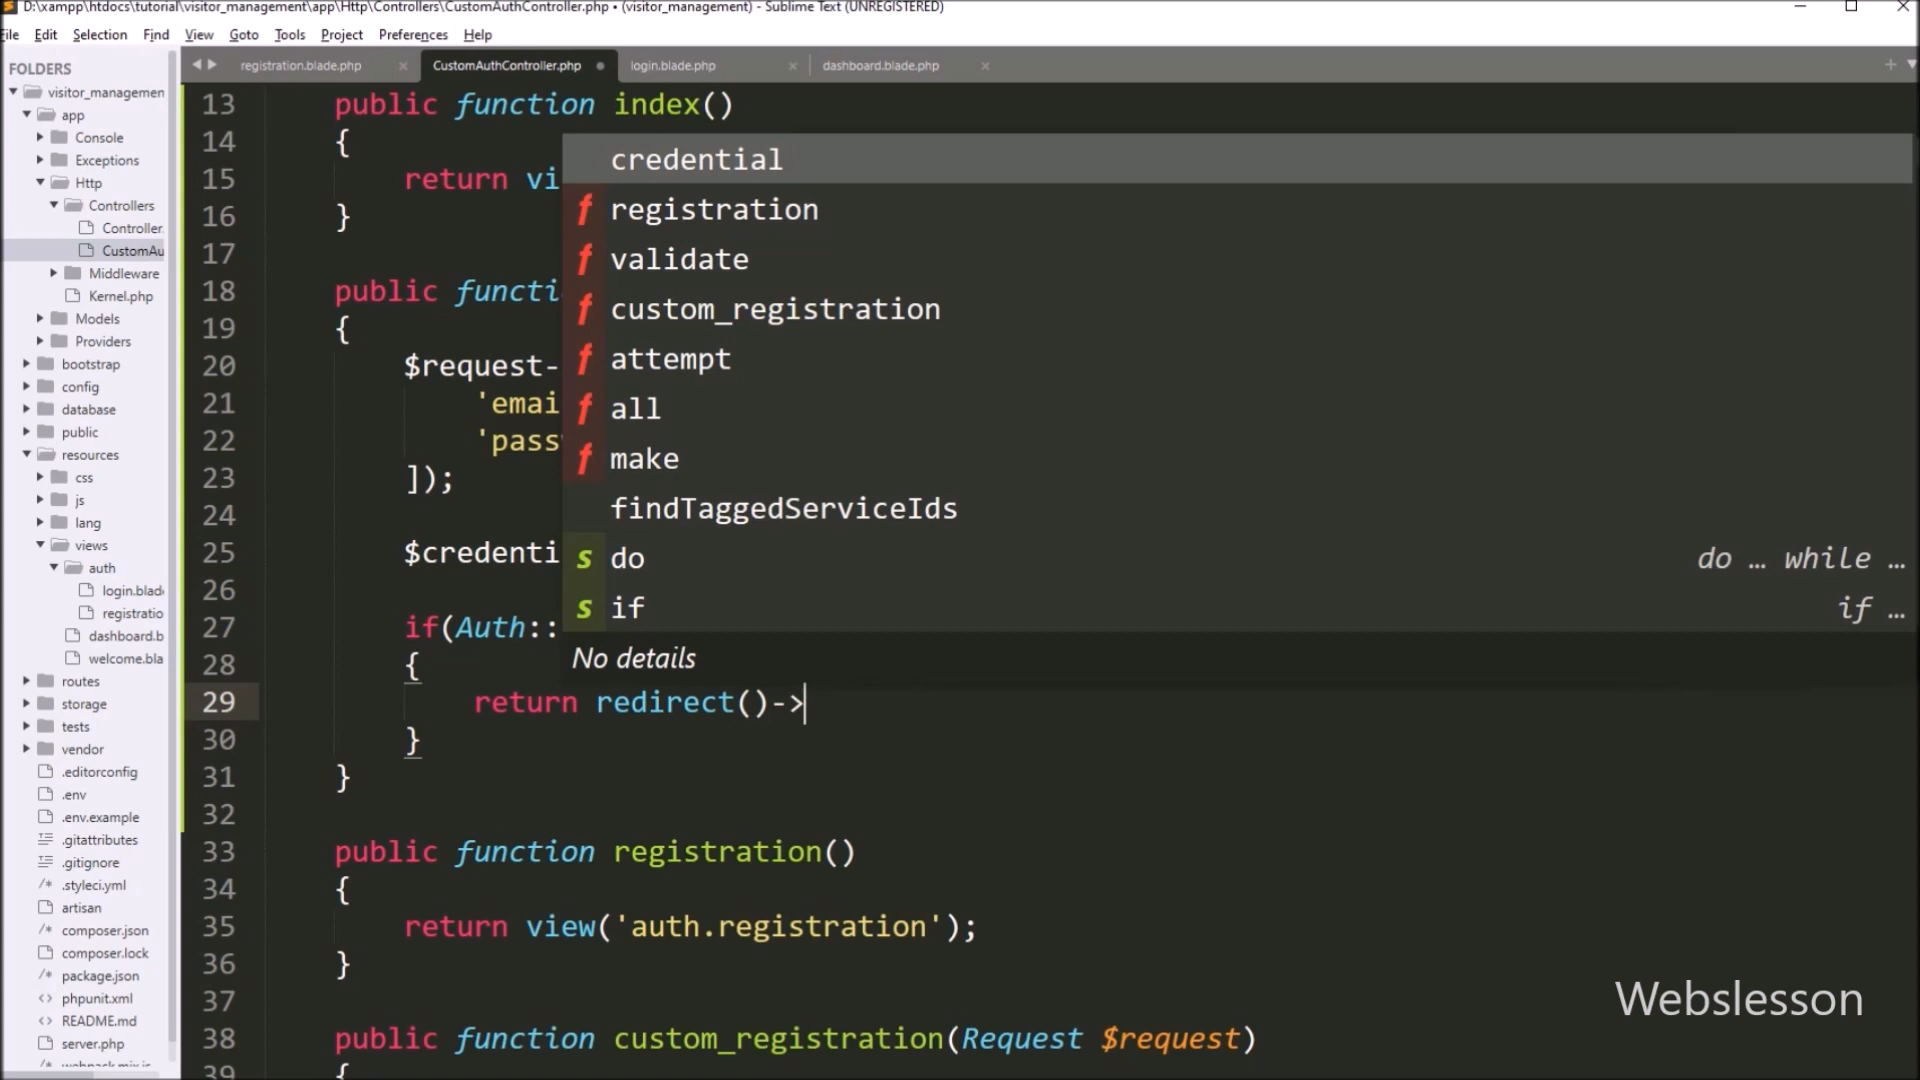 D:\xampp\htdocs\tutorial\visitor_management\app\Http\Controllers\CustomAuthController.php • (visitor_management) - Sublime Text (UNREGISTERED)
ile Edit Selection Find View Goto Tools Project Preferences Help
FOLDERS
visitor_managemen
app
Console
Exceptions
Http
Controllers
Controller.
CustomAu
Middleware
Kernel.php
Models
Providers
bootstrap
config
database
public
resources
css
js
lang
views
auth
login.blad
registratio
dashboard.b
welcome.bla
routes
storage
tests
vendor
.editorconfig
.env
.env.example
.gitattributes
.gitignore
.styleci.yml
artisan
composer.json
composer.lock
package.json
phpunit.xml
README.md
server.php
webpack.mix.js
registration.blade.php CustomAuthController.php login.blade.php dashboard.blade.php
13 public function index()
14 {
15 return vi
16 }
17
18 public functi
19 {
20 $request-
21 'emai
22 'pass
23 ]);
24
25 $credenti
26
27 if(Auth::
28 {
29 return redirect()->
30 }
31 }
32
33 public function registration()
34 {
35 return view('auth.registration');
36 }
37
38 public function custom_registration(Request $request)
39 {
credential
f registration
f validate
f custom_registration
f attempt
f all
f make
findTaggedServiceIds
s do do … while …
s if if …
No details
Webslesson